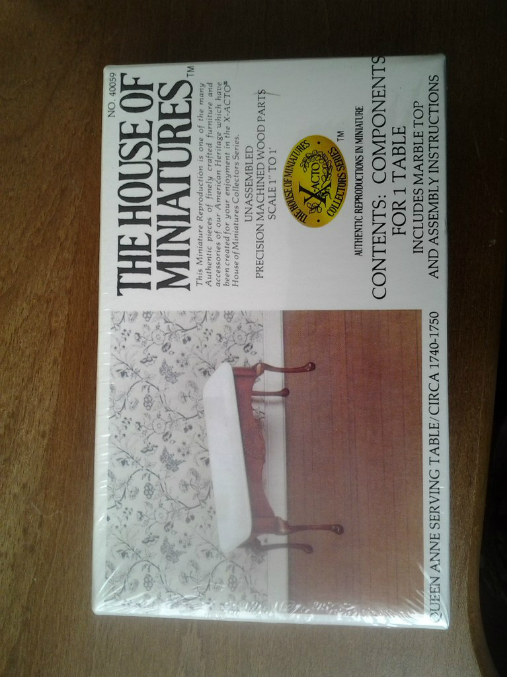 NO. 40059
THE HOUSE OF
MINIATURES™
This Miniature Reproduction is one of the many
Authentic pieces of finely crafted furniture and
accessories of our American Heritage which have
been created for your enjoyment in the X-ACTO®
House of Miniatures Collectors Series.
UNASSEMBLED
PRECISION MACHINED WOOD PARTS
SCALE 1" TO 1'
THE HOUSE OF MINIATURES
X-ACTO
COLLECTORS SERIES
™
AUTHENTIC REPRODUCTIONS IN MINIATURE
CONTENTS: COMPONENTS
FOR 1 TABLE
INCLUDES MARBLE TOP
AND ASSEMBLY INSTRUCTIONS
QUEEN ANNE SERVING TABLE/CIRCA 1740-1750